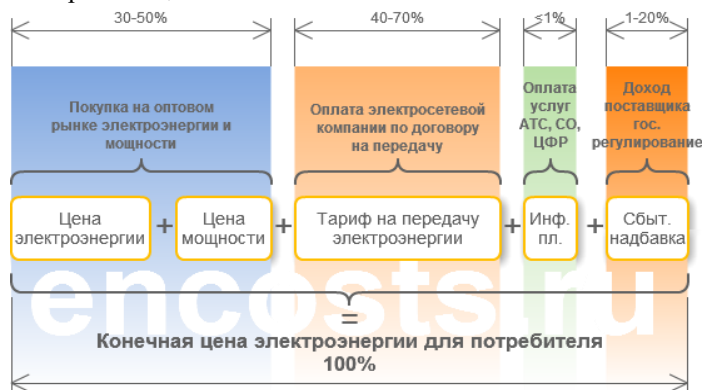 30-50%
40-70%
≤1%
1-20%
Покупка на оптовом
рынке электроэнергии и
мощности
Оплата электросетевой
компании по договору
на передачу
Оплата
услуг
АТС, СО,
ЦФР
Доход
поставщика
гос.
регулирование
Цена
электроэнергии
+
Цена
мощности
+
Тариф на передачу
электроэнергии
+
Инф.
пл.
+
Сбыт.
надбавка
encosts.ru
=
Конечная цена электроэнергии для потребителя
100%